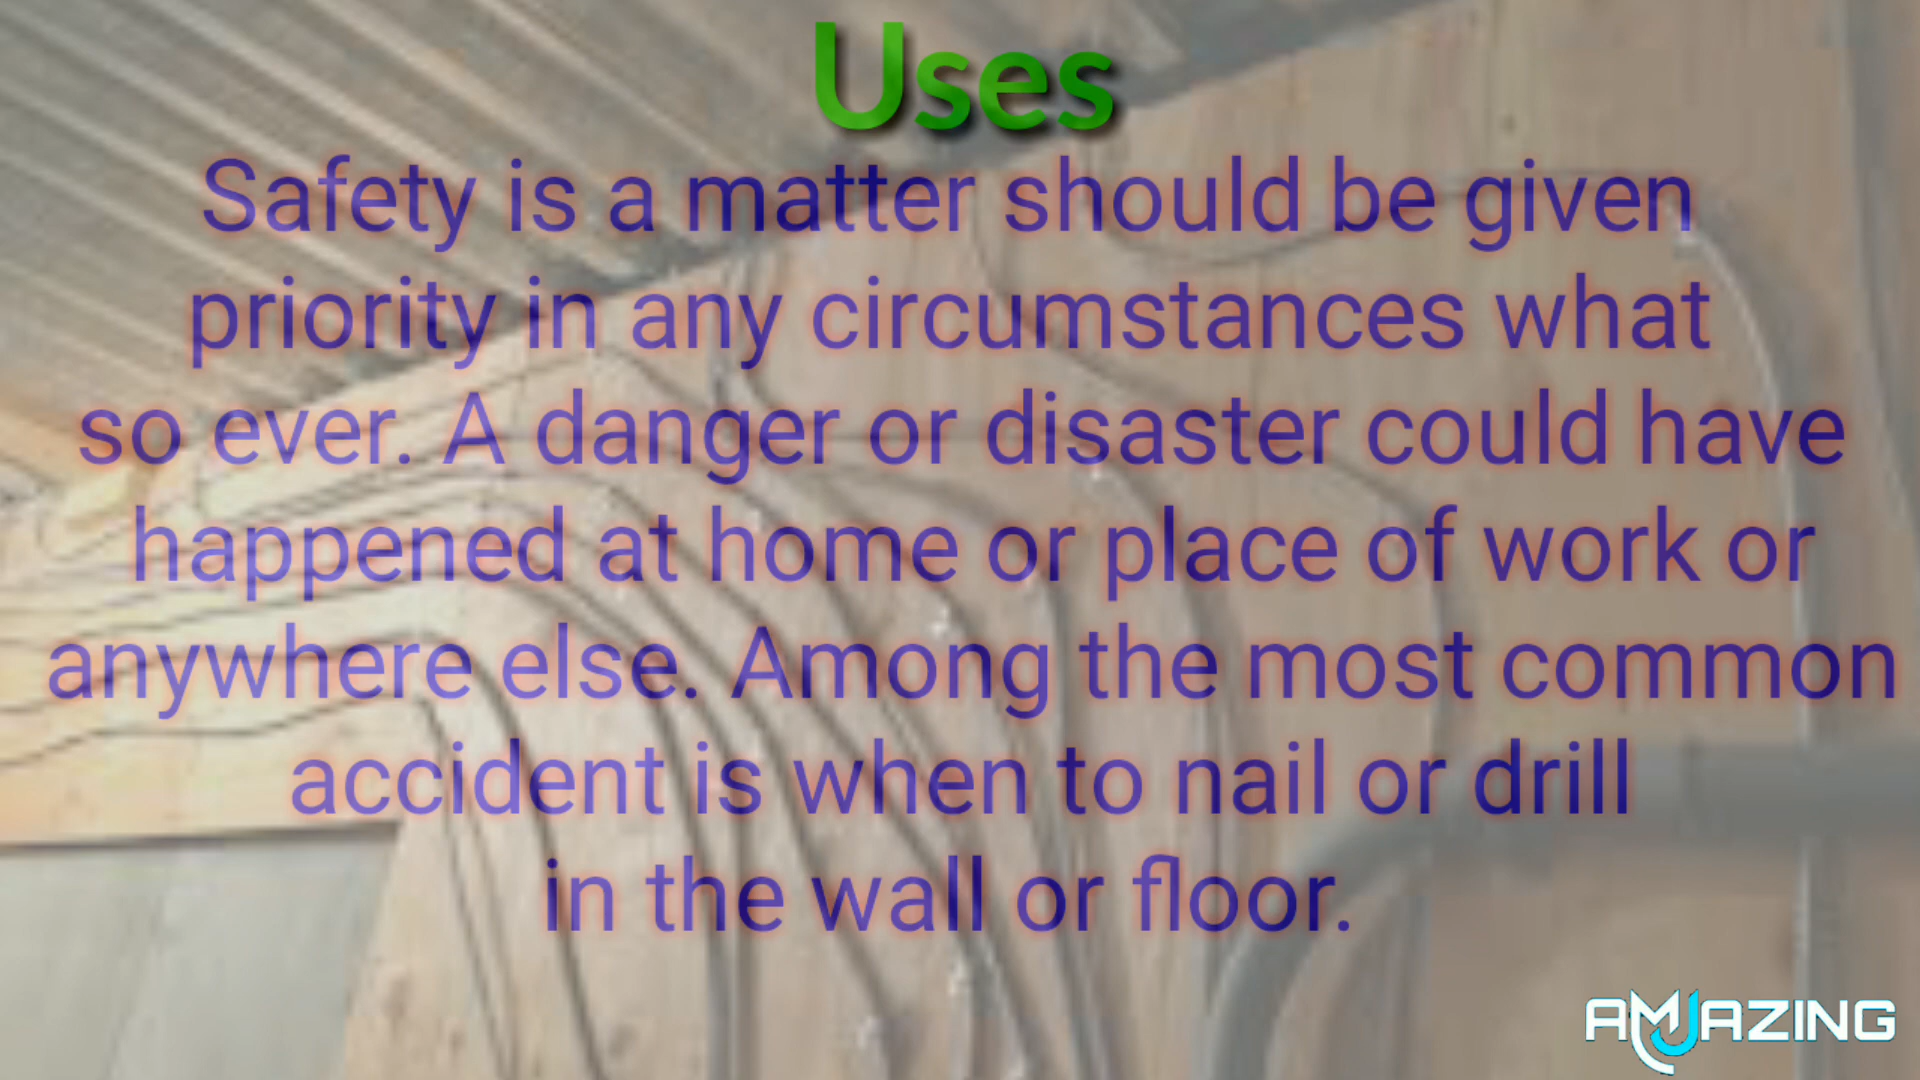 Uses
Safety is a matter should be given
priority in any circumstances what
so ever. A danger or disaster could have
happened at home or place of work or
anywhere else. Among the most common
accident is when to nail or drill
in the wall or floor.
AMJAZING